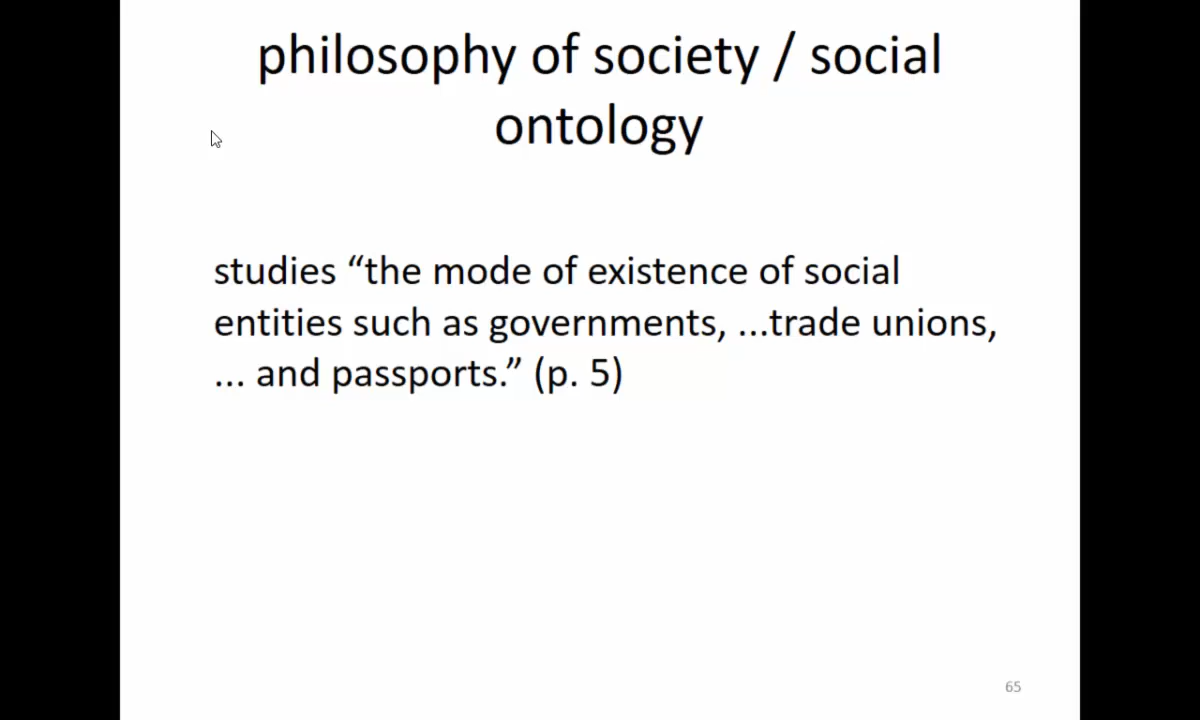 philosophy of society / social
ontology
studies “the mode of existence of social
entities such as governments, ...trade unions,
... and passports.” (p. 5)
65